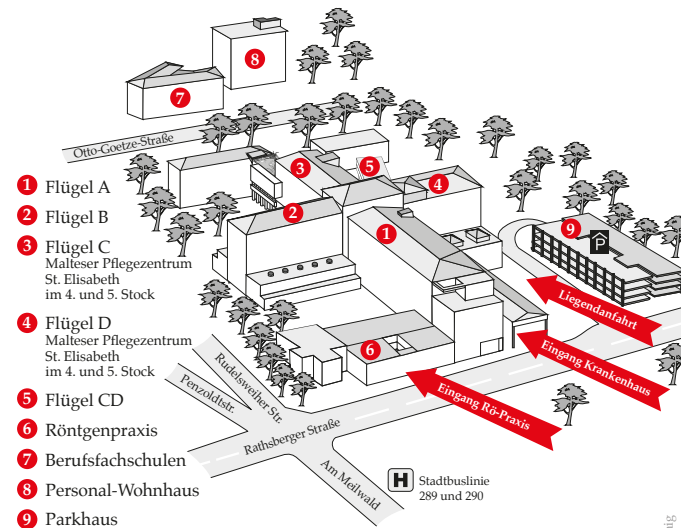 8
7
Otto-Goetze-Straße
3
5
4
2
1
9
P
6
Liegendanfahrt
Eingang Krankenhaus
Eingang Rö-Praxis
1 Flügel A
2 Flügel B
3 Flügel C
Malteser Pflegezentrum
St. Elisabeth
im 4. und 5. Stock
4 Flügel D
Malteser Pflegezentrum
St. Elisabeth
im 4. und 5. Stock
5 Flügel CD
6 Röntgenpraxis
7 Berufsfachschulen
8 Personal-Wohnhaus
9 Parkhaus
Rudelsweiher Str.
Penzoldtstr.
Rathsberger Straße
Am Meilwald
H Stadtbuslinie
289 und 290